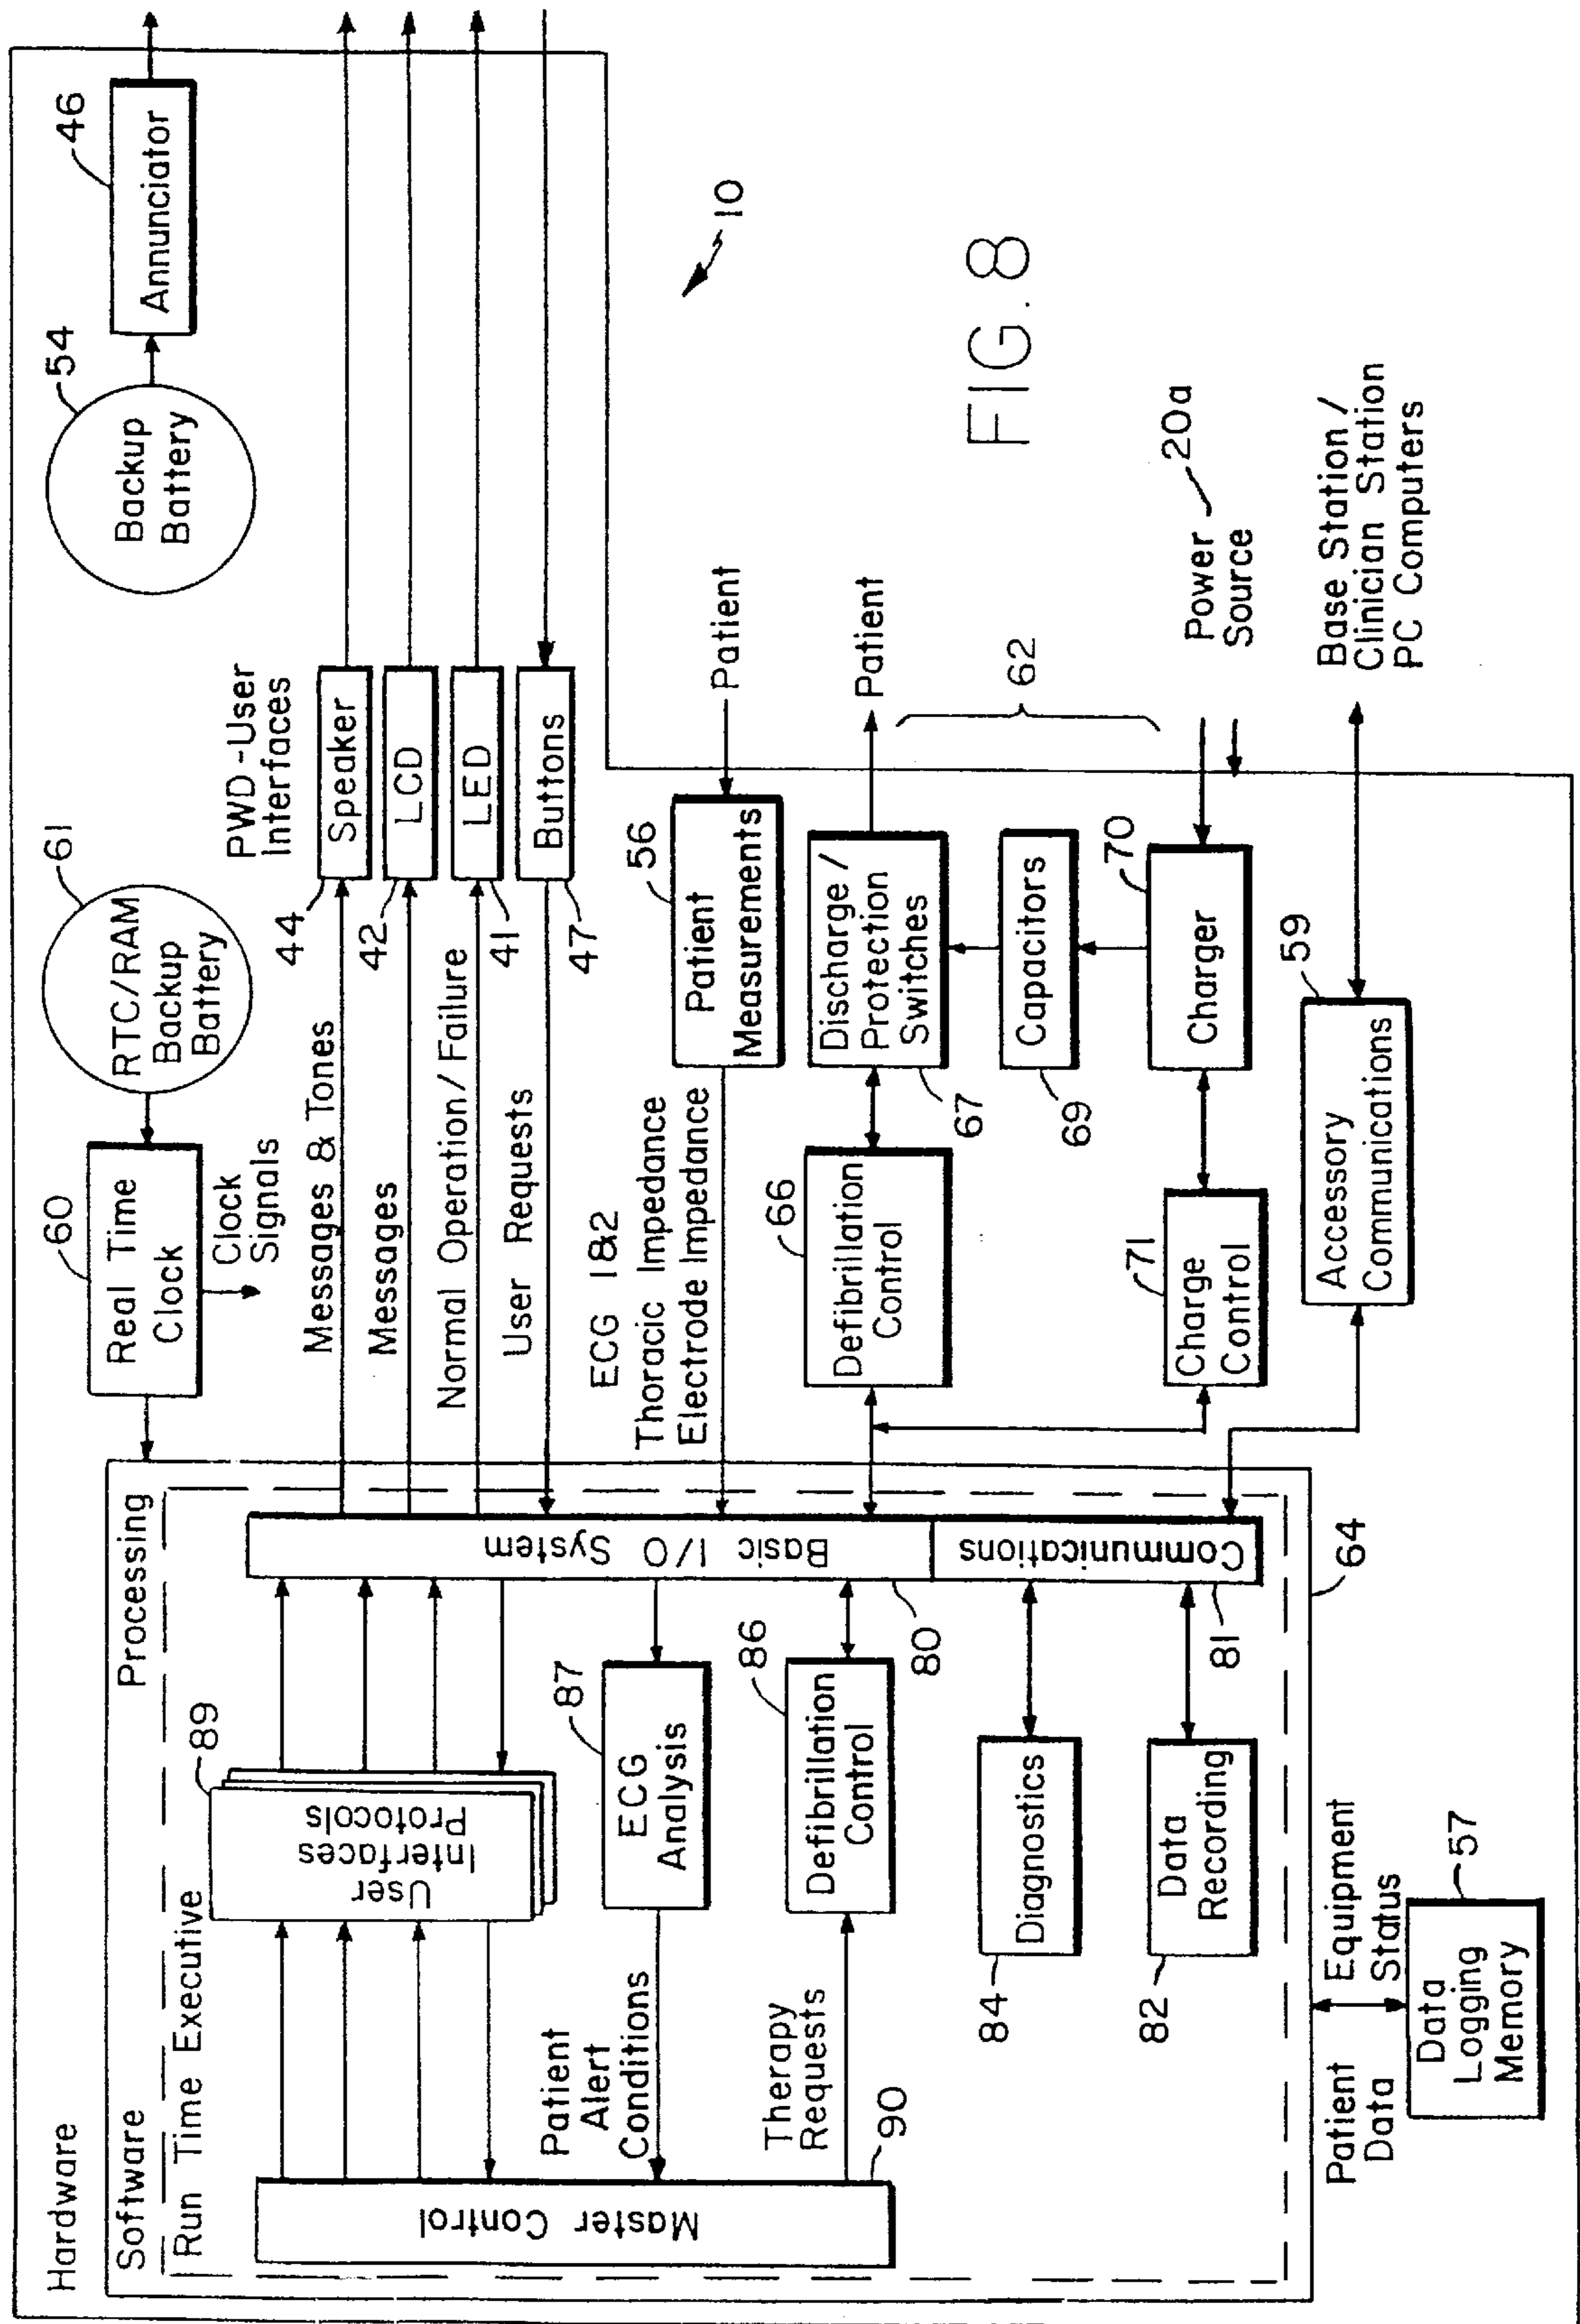 Hardware
Software
Processing
Run Time Executive
Master Control
90
User
Interfaces
Protocols
89
Patient
Alert
Conditions
ECG
Analysis
87
Therapy
Requests
Defibrillation
Control
86
Diagnostics
84
Data
Recording
82
Basic I/O System
80
Communications
81
64
Patient
Data
Equipment
Status
Data
Logging
Memory
57
Real Time
Clock
60
Clock
Signals
RTC/RAM
Backup
Battery
61
Backup
Battery
54
Annunciator
46
PWD-User
Interfaces
Messages & Tones
44
Speaker
Messages
42
LCD
Normal Operation/Failure
41
LED
User Requests
47
Buttons
ECG 1&2
Thoracic Impedance
Electrode Impedance
Patient
Measurements
56
Patient
Defibrillation
Control
66
Discharge/
Protection
Switches
67
Patient
Capacitors
69
62
Charge
Control
71
Charger
70
Power
Source
20a
Accessory
Communications
59
Base Station/
Clinician Station
PC Computers
10
FIG. 8